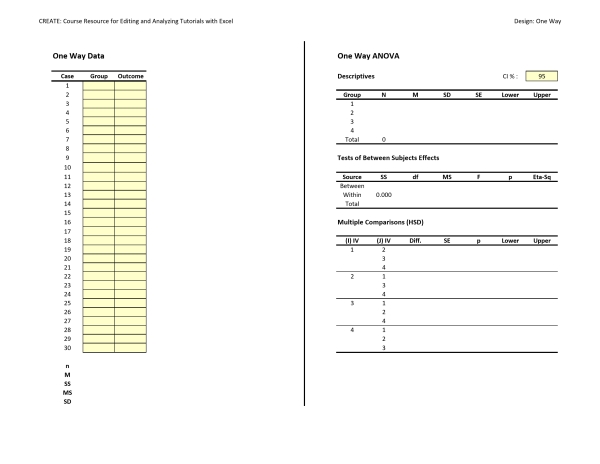 CREATE: Course Resource for Editing and Analyzing Tutorials with Excel
Design: One Way
One Way Data
Case Group Outcome
1
2
3
4
5
6
7
8
9
10
11
12
13
14
15
16
17
18
19
20
21
22
23
24
25
26
27
28
29
30
n
M
SS
MS
SD
One Way ANOVA
Descriptives CI % : 95
Group N M SD SE Lower Upper
1
2
3
4
Total 0
Tests of Between Subjects Effects
Source SS df MS F p Eta-Sq
Between
Within 0.000
Total
Multiple Comparisons (HSD)
(I) IV (J) IV Diff. SE p Lower Upper
1 2
3
4
2 1
3
4
3 1
2
4
4 1
2
3